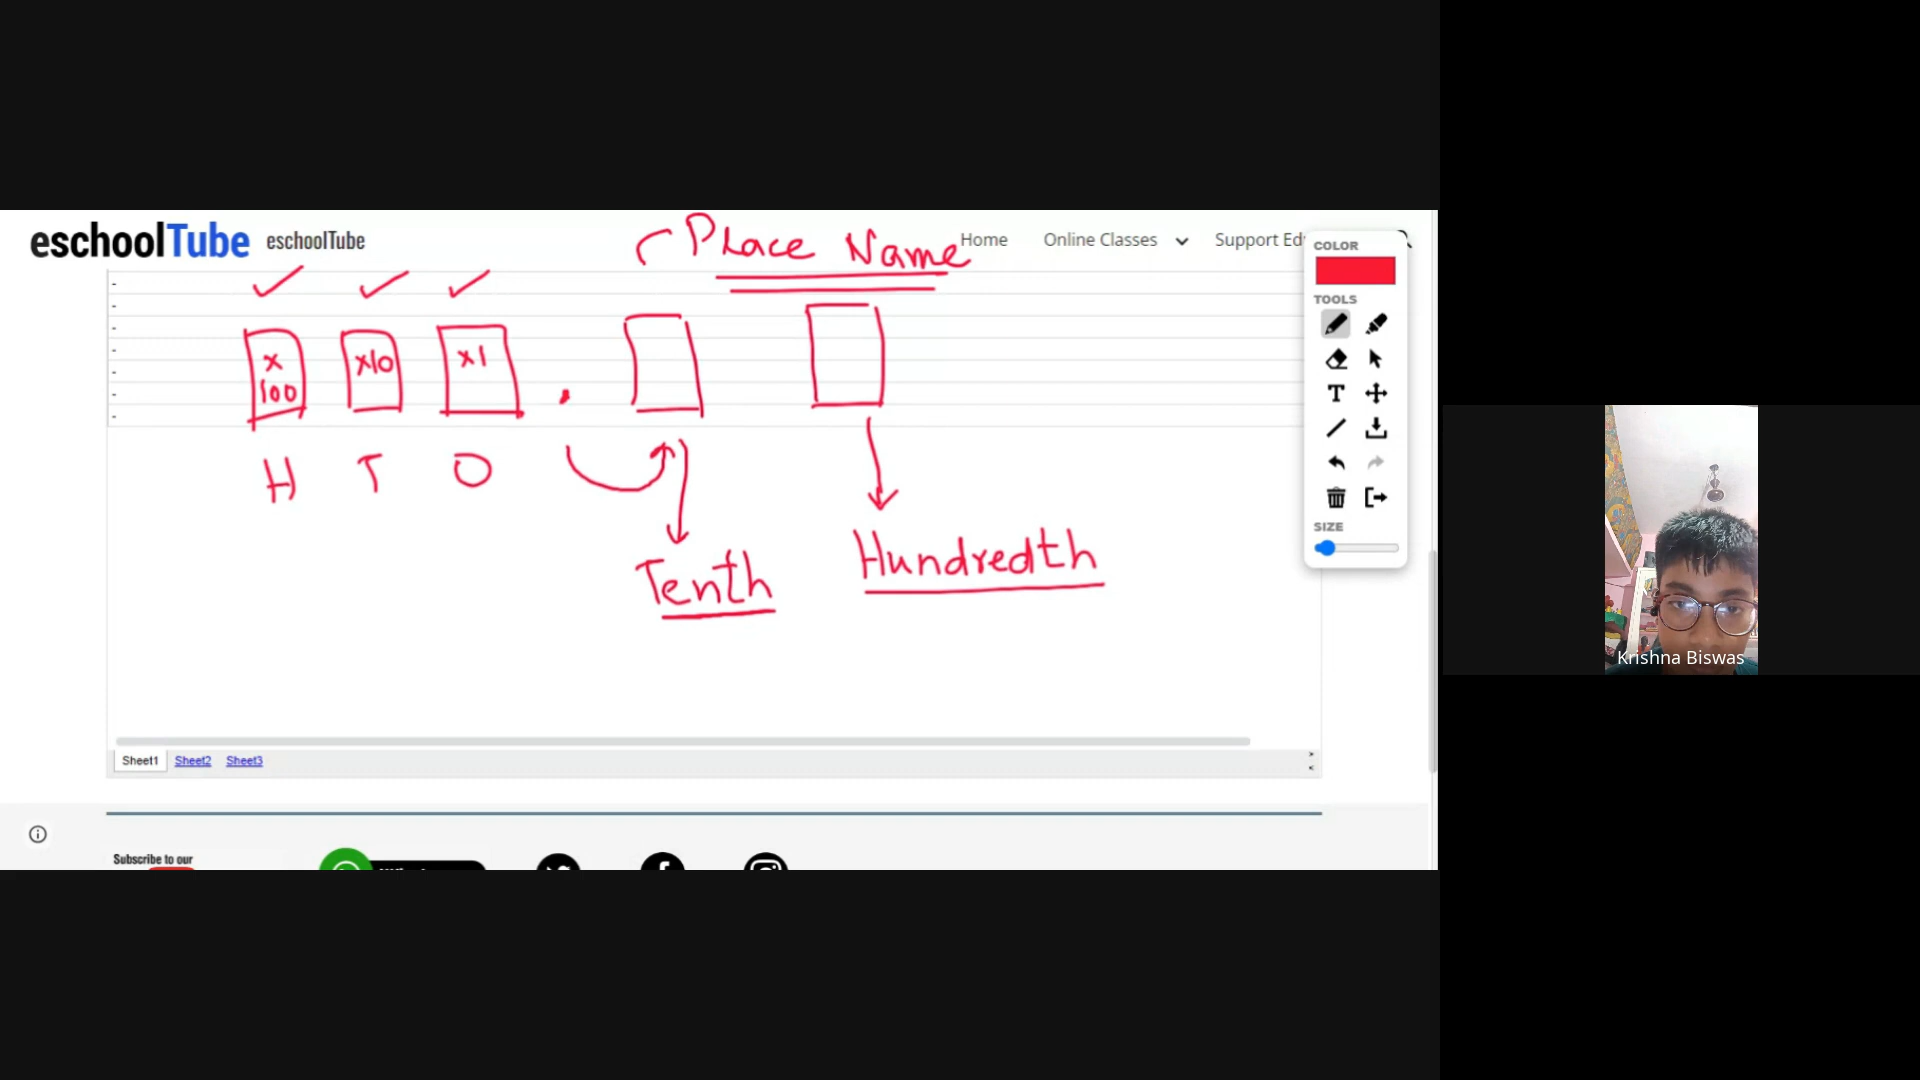 eschoolTube eschoolTube
Place Name
Home Online Classes Support
COLOR
TOOLS
T
SIZE
x 100 x10 x1 .
H T O
Tenth Hundredth
Sheet1 Sheet2 Sheet3
Subscribe to our
Krishna Biswas